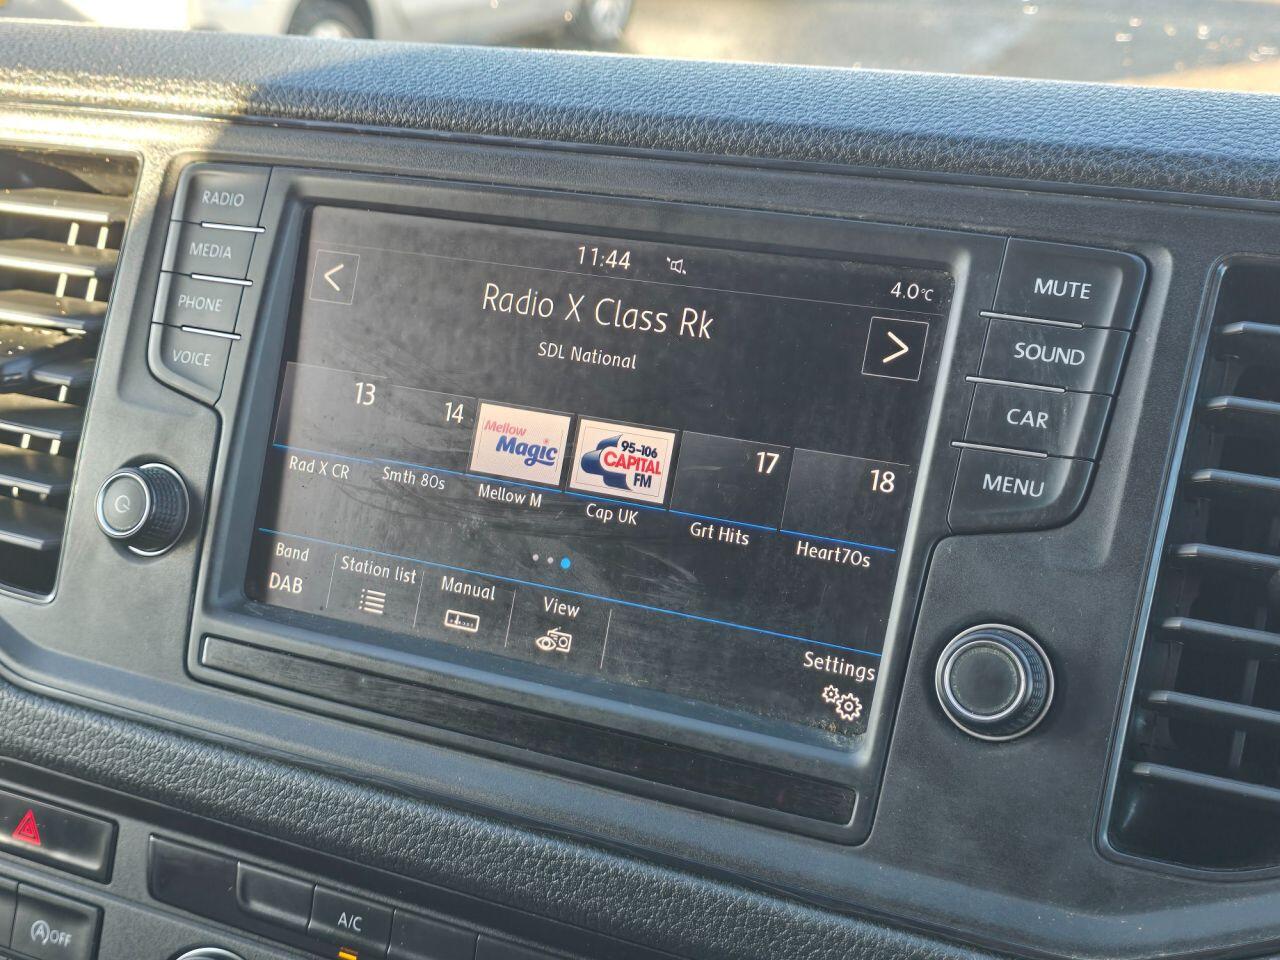 RADIO
MEDIA
PHONE
VOICE
11:44
4.0°C
<
Radio X Class Rk
>
SDL National
13
14
Mellow
Magic
95-106
CAPITAL
FM
17
18
Rad X CR
Smth 80s
Mellow M
Cap UK
Grt Hits
Heart70s
Band
DAB
Station list
Manual
View
Settings
MUTE
SOUND
CAR
MENU
A/C
A OFF